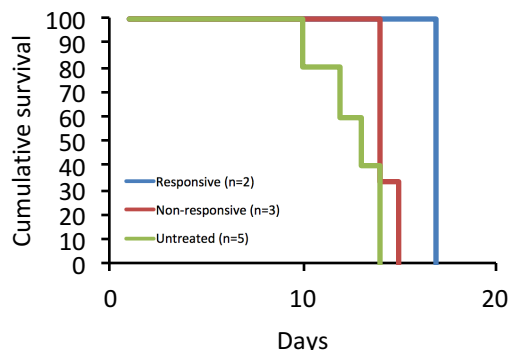 Cumulative survival
100
90
80
70
60
50
40
30
20
10
0
Responsive (n=2)
Non-responsive (n=3)
Untreated (n=5)
0 10 20
Days